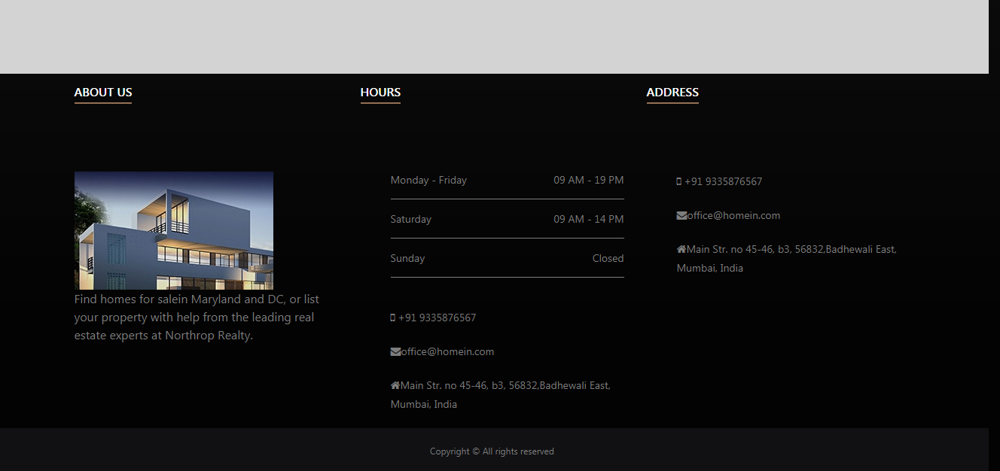 ABOUT US
Find homes for salein Maryland and DC, or list
your property with help from the leading real
estate experts at Northrop Realty.
HOURS
Monday - Friday 09 AM - 19 PM
Saturday 09 AM - 14 PM
Sunday Closed
+91 9335876567
office@homein.com
Main Str. no 45-46, b3, 56832,Badhewali East,
Mumbai, India
ADDRESS
+91 9335876567
office@homein.com
Main Str. no 45-46, b3, 56832,Badhewali East,
Mumbai, India
Copyright © All rights reserved